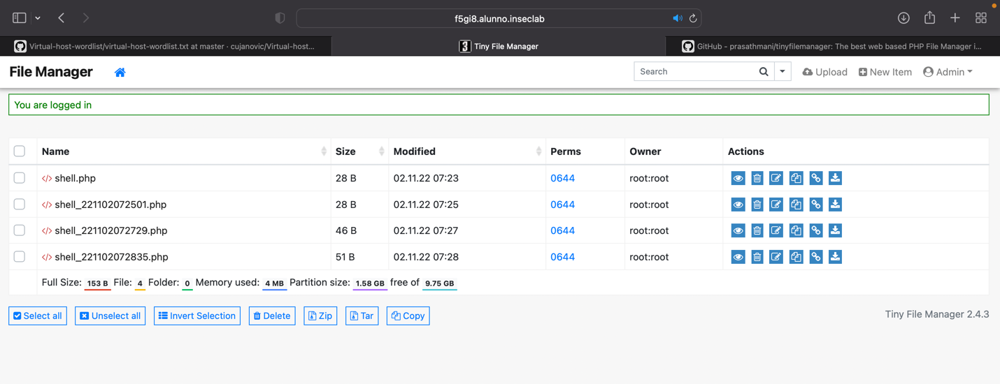 f5gi8.alunno.inseclab
Virtual-host-wordlist/virtual-host-wordlist.txt at master · cujanovic/Virtual-host...
3 Tiny File Manager
GitHub - prasathmani/tinyfilemanager: The best web based PHP File Manager i...
File Manager Search Upload New Item Admin
You are logged in
Name Size Modified Perms Owner Actions
</> shell.php 28 B 02.11.22 07:23 0644 root:root
</> shell_221102072501.php 28 B 02.11.22 07:25 0644 root:root
</> shell_221102072729.php 46 B 02.11.22 07:27 0644 root:root
</> shell_221102072835.php 51 B 02.11.22 07:28 0644 root:root
Full Size: 153 B File: 4 Folder: 0 Memory used: 4 MB Partition size: 1.58 GB free of 9.75 GB
Select all Unselect all Invert Selection Delete Zip Tar Copy
Tiny File Manager 2.4.3